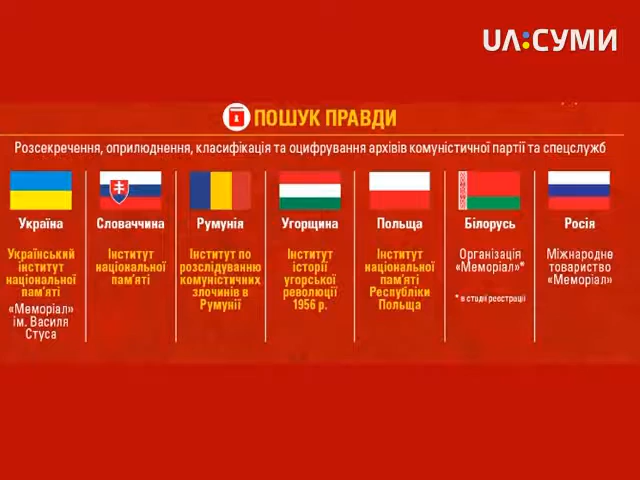 UA:СУМИ
ПОШУК ПРАВДИ
Розсекречення, оприлюднення, класифікація та оцифрування архівів комуністичної партії та спецслужб
Україна
Український
інститут
національної
пам'яті
«Меморіал»
ім. Василя
Стуса
Словаччина
Інститут
національної
пам'яті
Румунія
Інститут по
розслідуванню
комуністичних
злочинів в
Румунії
Угорщина
Інститут
історії
угорської
революції
1956 р.
Польща
Інститут
національної
пам'яті
Республіки
Польща
Білорусь
Організація
«Меморіал»*
* в стадії реєстрації
Росія
Міжнародне
товариство
«Меморіал»